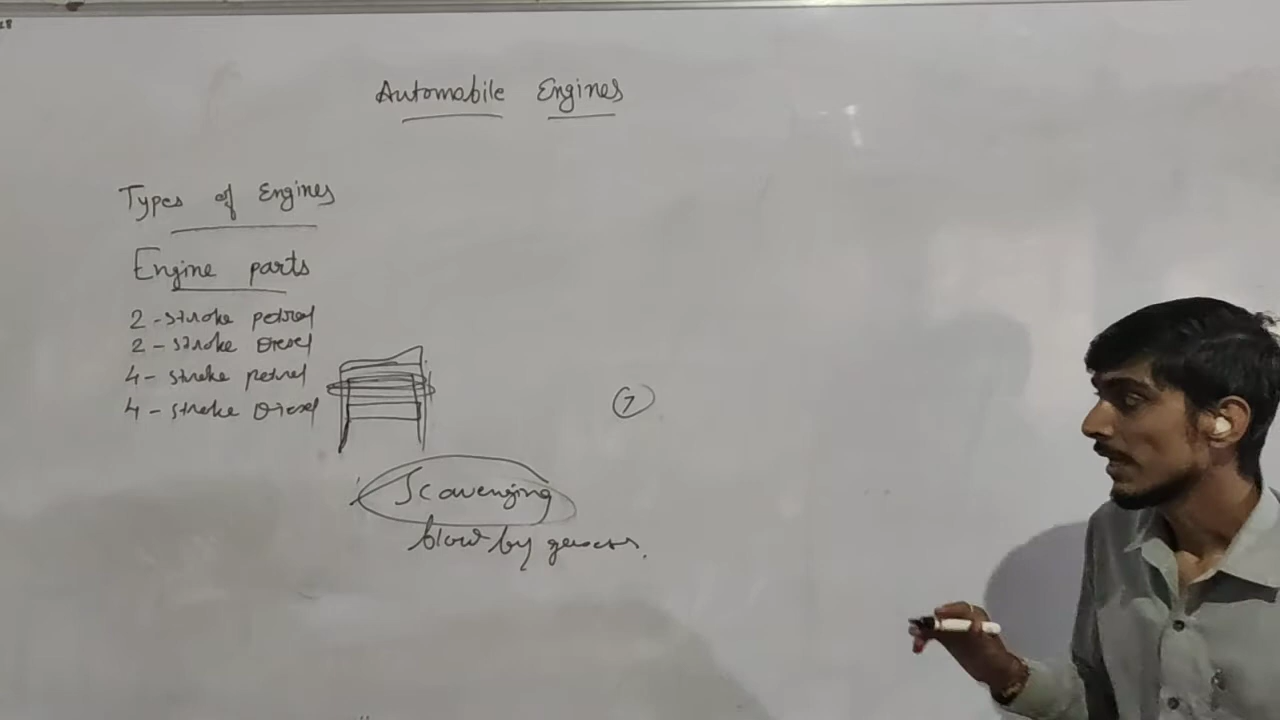 Automobile Engines
Types of Engines
Engine parts
2-stroke petrol
2-stroke Diesel
4-stroke petrol
4-stroke Diesel
7
Scavenging
blow by